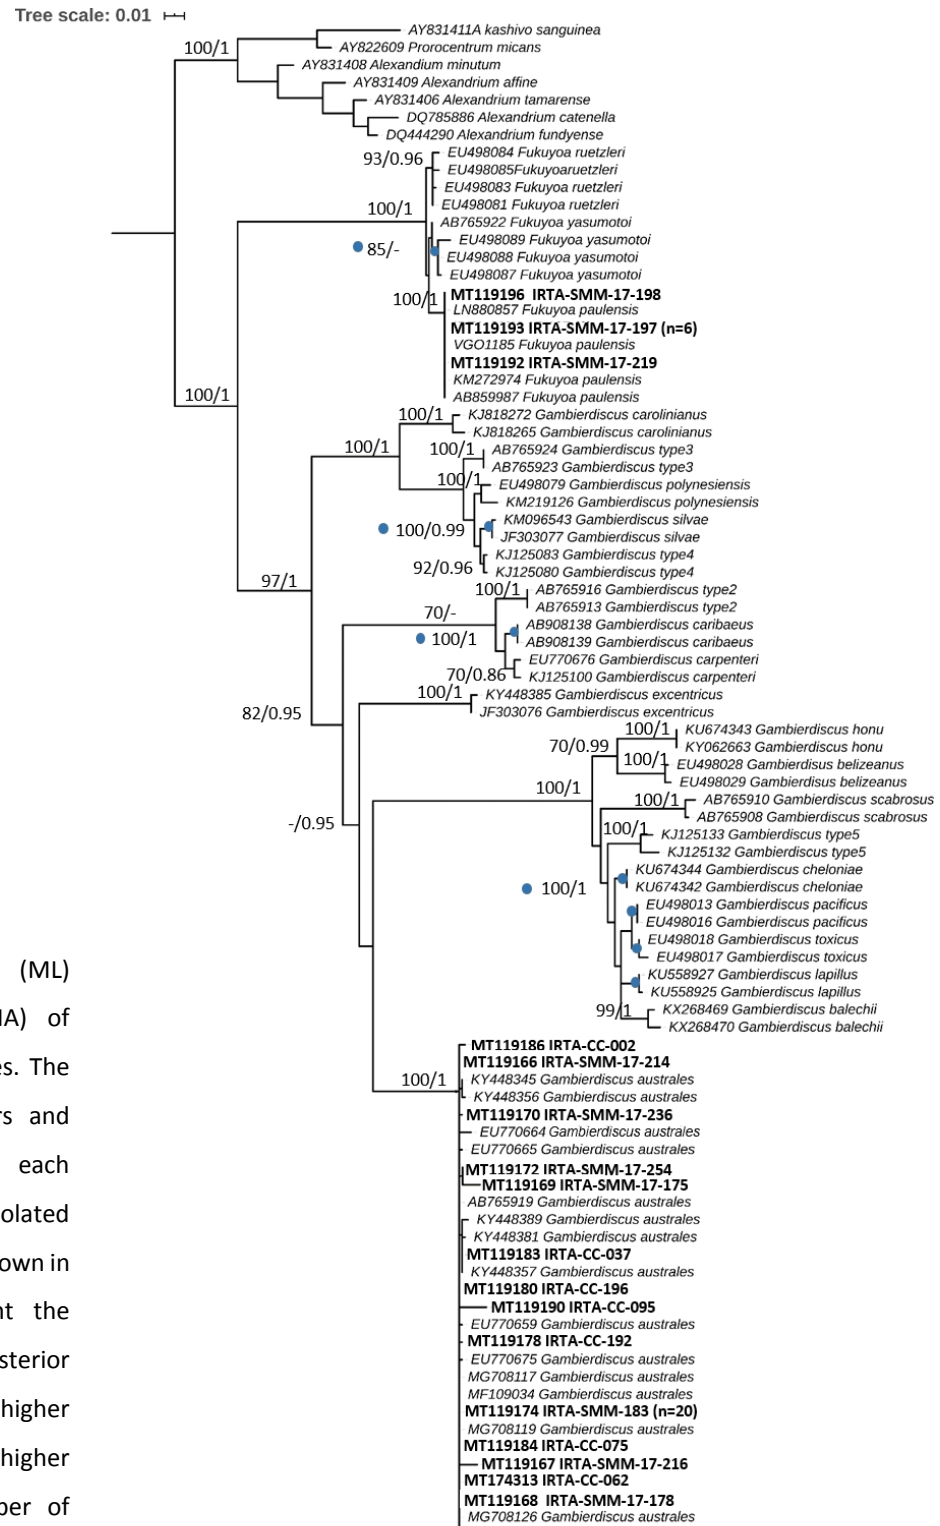 Tree scale: 0.01
AY831411A kashivo sanguinea
100/1
AY822609 Prorocentrum micans
AY831408 Alexandium minutum
AY831409 Alexandrium affine
AY831406 Alexandrium tamarense
DQ785886 Alexandrium catenella
DQ444290 Alexandrium fundyense
EU498084 Fukuyoa ruetzleri
93/0.96
EU498085Fukuyoaruetzleri
EU498083 Fukuyoa ruetzleri
EU498081 Fukuyoa ruetzleri
100/1
AB765922 Fukuyoa yasumotoi
EU498089 Fukuyoa yasumotoi
85/-
EU498088 Fukuyoa yasumotoi
EU498087 Fukuyoa yasumotoi
MT119196 IRTA-SMM-17-198
100/1
LN880857 Fukuyoa paulensis
MT119193 IRTA-SMM-17-197 (n=6)
VGO1185 Fukuyoa paulensis
MT119192 IRTA-SMM-17-219
KM272974 Fukuyoa paulensis
100/1
AB859987 Fukuyoa paulensis
100/1
KJ818272 Gambierdiscus carolinianus
KJ818265 Gambierdiscus carolinianus
100/1
100/1
AB765924 Gambierdiscus type3
AB765923 Gambierdiscus type3
100/1
EU498079 Gambierdiscus polynesiensis
KM219126 Gambierdiscus polynesiensis
KM096543 Gambierdiscus silvae
100/0.99
JF303077 Gambierdiscus silvae
KJ125083 Gambierdiscus type4
92/0.96
KJ125080 Gambierdiscus type4
97/1
100/1
AB765916 Gambierdiscus type2
AB765913 Gambierdiscus type2
70/-
AB908138 Gambierdiscus caribaeus
100/1
AB908139 Gambierdiscus caribaeus
EU770676 Gambierdiscus carpenteri
70/0.86
KJ125100 Gambierdiscus carpenteri
100/1
KY448385 Gambierdiscus excentricus
82/0.95
JF303076 Gambierdiscus excentricus
100/1
KU674343 Gambierdiscus honu
70/0.99
KY062663 Gambierdiscus honu
100/1
EU498028 Gambierdisus belizeanus
EU498029 Gambierdisus belizeanus
100/1
100/1
AB765910 Gambierdiscus scabrosus
AB765908 Gambierdiscus scabrosus
-/0.95
100/1
KJ125133 Gambierdiscus type5
KJ125132 Gambierdiscus type5
KU674344 Gambierdiscus cheloniae
100/1
KU674342 Gambierdiscus cheloniae
EU498013 Gambierdiscus pacificus
EU498016 Gambierdiscus pacificus
EU498018 Gambierdiscus toxicus
EU498017 Gambierdiscus toxicus
KU558927 Gambierdiscus lapillus
KU558925 Gambierdiscus lapillus
99/1
KX268469 Gambierdiscus balechii
KX268470 Gambierdiscus balechii
MT119186 IRTA-CC-002
MT119166 IRTA-SMM-17-214
100/1
KY448345 Gambierdiscus australes
KY448356 Gambierdiscus australes
MT119170 IRTA-SMM-17-236
EU770664 Gambierdiscus australes
EU770665 Gambierdiscus australes
MT119172 IRTA-SMM-17-254
MT119169 IRTA-SMM-17-175
AB765919 Gambierdiscus australes
KY448389 Gambierdiscus australes
KY448381 Gambierdiscus australes
MT119183 IRTA-CC-037
KY448357 Gambierdiscus australes
MT119180 IRTA-CC-196
MT119190 IRTA-CC-095
EU770659 Gambierdiscus australes
MT119178 IRTA-CC-192
EU770675 Gambierdiscus australes
MG708117 Gambierdiscus australes
MF109034 Gambierdiscus australes
MT119174 IRTA-SMM-183 (n=20)
MG708119 Gambierdiscus australes
MT119184 IRTA-CC-075
MT119167 IRTA-SMM-17-216
MT174313 IRTA-CC-062
MT119168 IRTA-SMM-17-178
MG708126 Gambierdiscus australes
(ML)
of
es. The
rs and
each
olated
own in
nt the
sterior
higher
higher
ber of